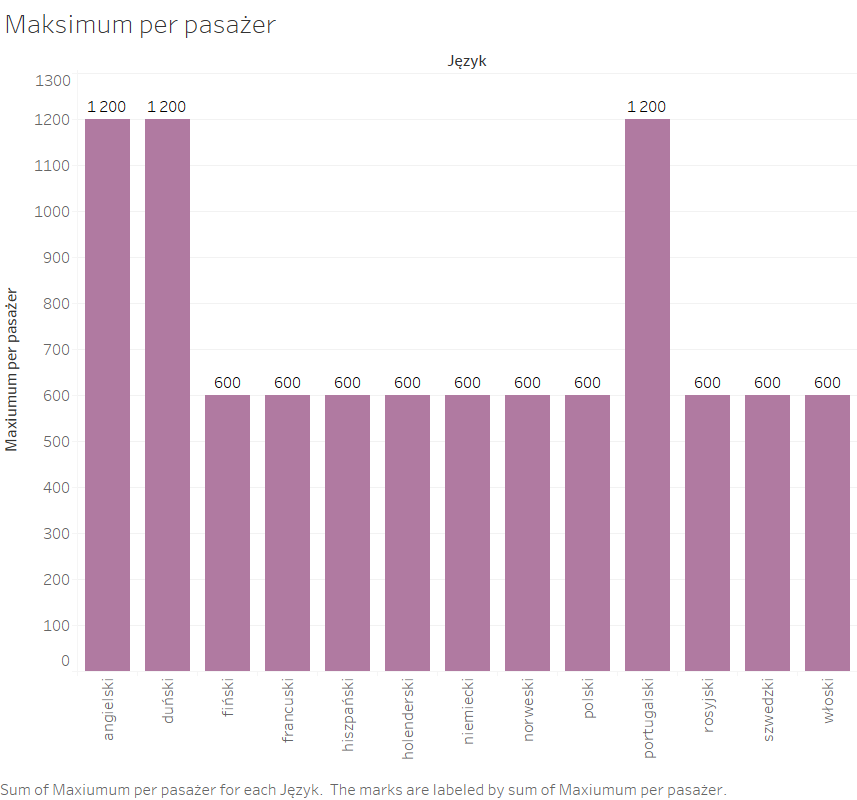 Maksimum per pasażer
Język
1300
1200
1100
1000
900
800
700
600
500
400
300
200
100
0
Maxiumum per pasażer
1 200
1 200
600
600
600
600
600
600
600
1 200
600
600
600
angielski
duński
fiński
francuski
hiszpański
holenderski
niemiecki
norweski
polski
portugalski
rosyjski
szwedzki
włoski
Sum of Maxiumum per pasażer for each Język.  The marks are labeled by sum of Maxiumum per pasażer.